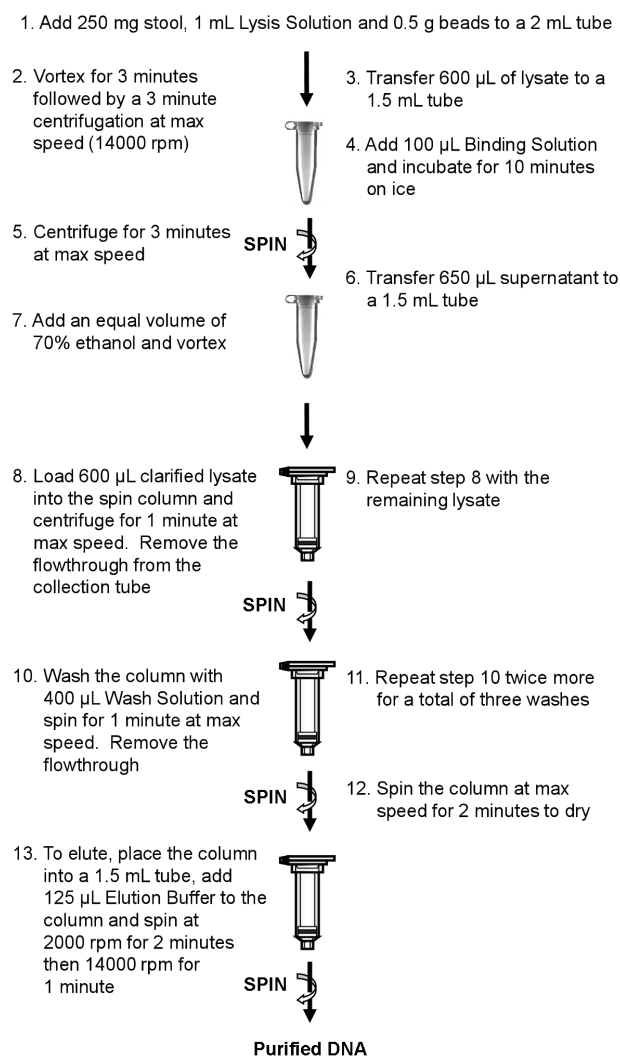 1. Add 250 mg stool, 1 mL Lysis Solution and 0.5 g beads to a 2 mL tube
2. Vortex for 3 minutes
followed by a 3 minute
centrifugation at max
speed (14000 rpm)
3. Transfer 600 µL of lysate to a
1.5 mL tube
4. Add 100 µL Binding Solution
and incubate for 10 minutes
on ice
5. Centrifuge for 3 minutes
at max speed
SPIN
6. Transfer 650 µL supernatant to
a 1.5 mL tube
7. Add an equal volume of
70% ethanol and vortex
8. Load 600 µL clarified lysate
into the spin column and
centrifuge for 1 minute at
max speed.  Remove the
flowthrough from the
collection tube
9. Repeat step 8 with the
remaining lysate
SPIN
10. Wash the column with
400 µL Wash Solution and
spin for 1 minute at max
speed.  Remove the
flowthrough
11. Repeat step 10 twice more
for a total of three washes
SPIN
12. Spin the column at max
speed for 2 minutes to dry
13. To elute, place the column
into a 1.5 mL tube, add
125 µL Elution Buffer to the
column and spin at
2000 rpm for 2 minutes
then 14000 rpm for
1 minute
SPIN
Purified DNA